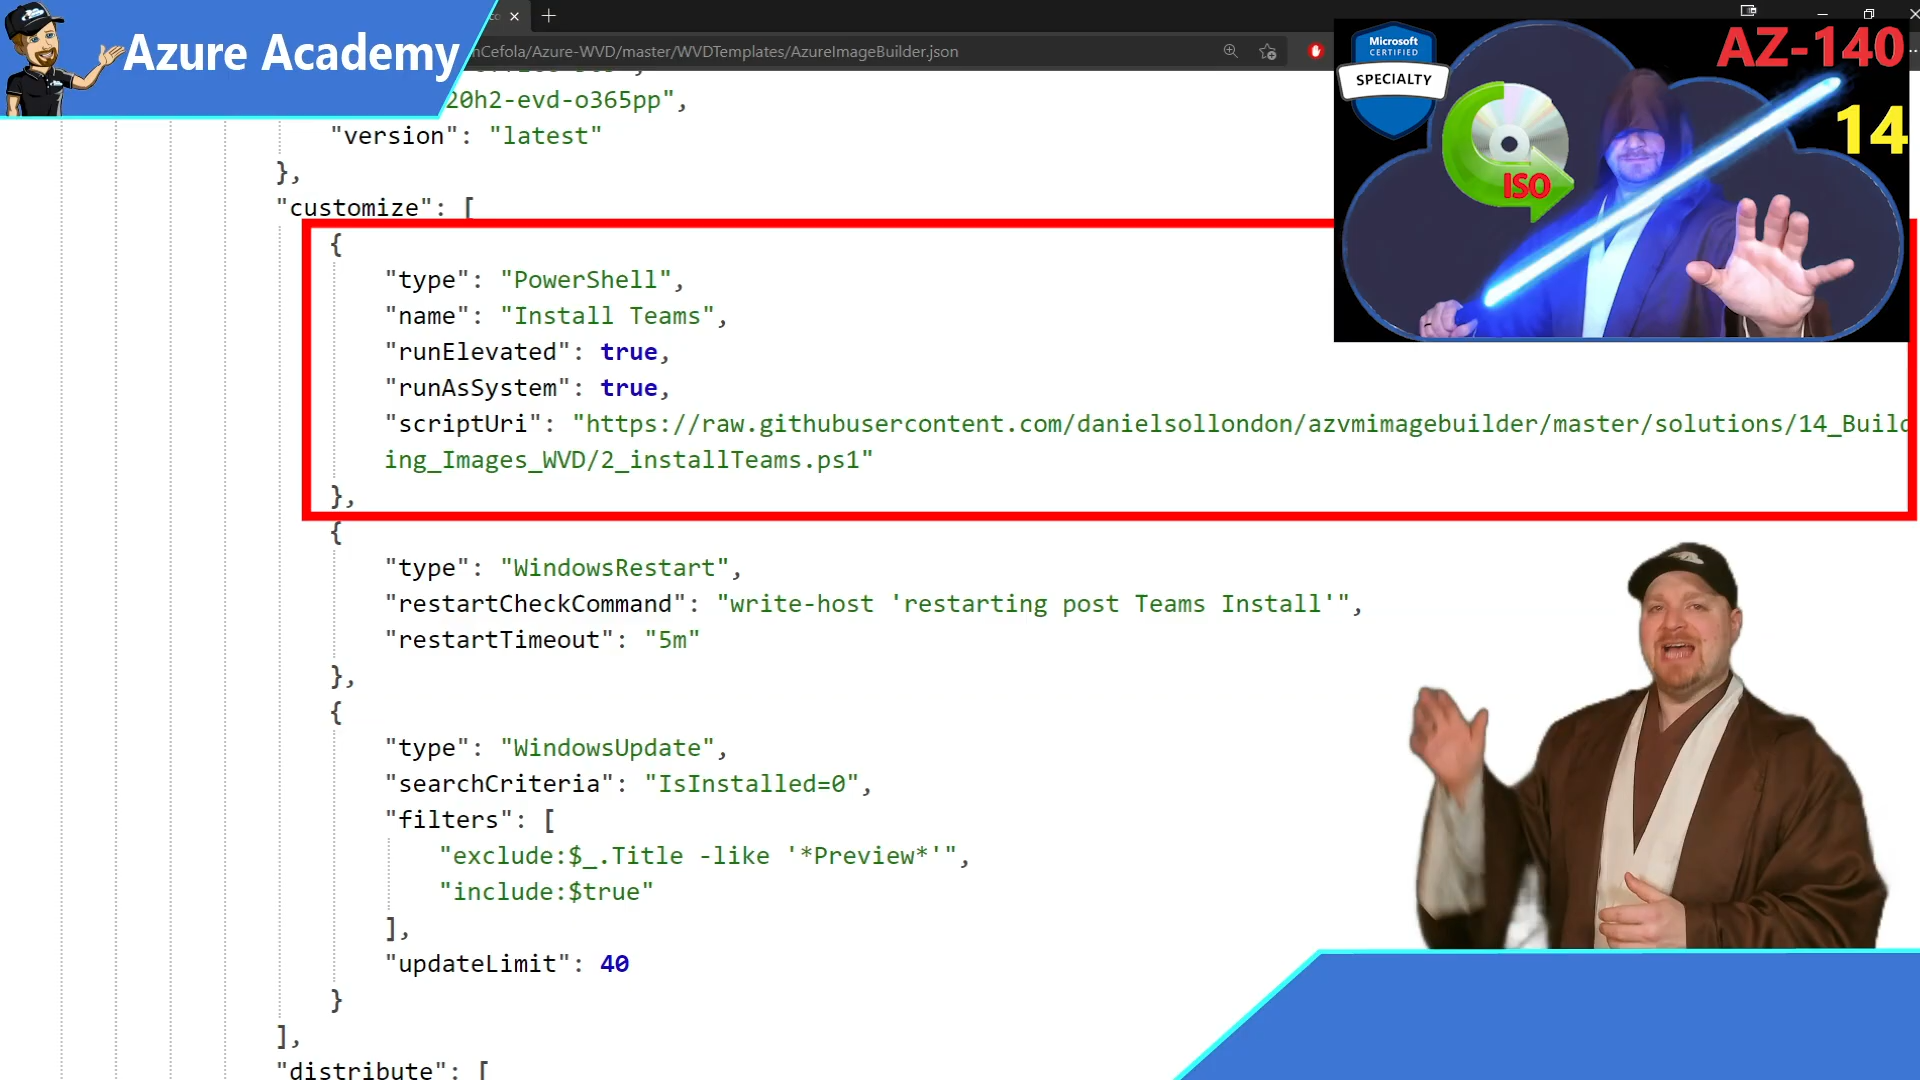 Azure Academy
nCefola/Azure-WVD/master/WVDTemplates/AzureImageBuilder.json
Microsoft
CERTIFIED
SPECIALTY
AZ-140
14
ISO
20h2-evd-o365pp",
"version": "latest"
},
"customize": [
{
"type": "PowerShell",
"name": "Install Teams",
"runElevated": true,
"runAsSystem": true,
"scriptUri": "https://raw.githubusercontent.com/danielsollondon/azvmimagebuilder/master/solutions/14_Build
ing_Images_WVD/2_installTeams.ps1"
},
{
"type": "WindowsRestart",
"restartCheckCommand": "write-host 'restarting post Teams Install'",
"restartTimeout": "5m"
},
{
"type": "WindowsUpdate",
"searchCriteria": "IsInstalled=0",
"filters": [
"exclude:$_.Title -like '*Preview*'",
"include:$true"
],
"updateLimit": 40
}
],
"distribute": [